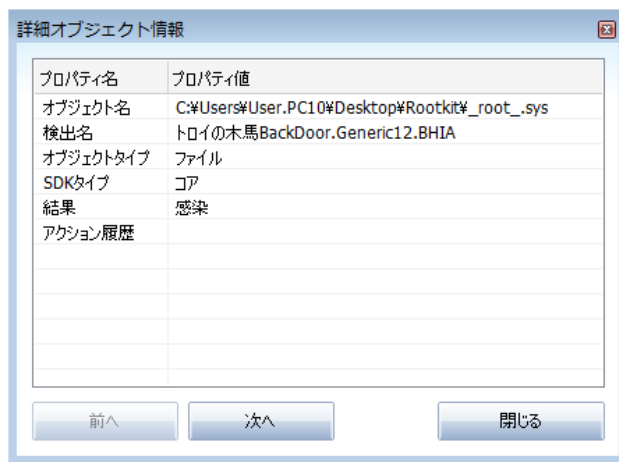 詳細オブジェクト情報
プロパティ名 プロパティ値
オブジェクト名 C:¥Users¥User.PC10¥Desktop¥Rootkit¥_root_.sys
検出名 トロイの木馬BackDoor.Generic12.BHIA
オブジェクトタイプ ファイル
SDKタイプ コア
結果 感染
アクション履歴
前へ 次へ 閉じる